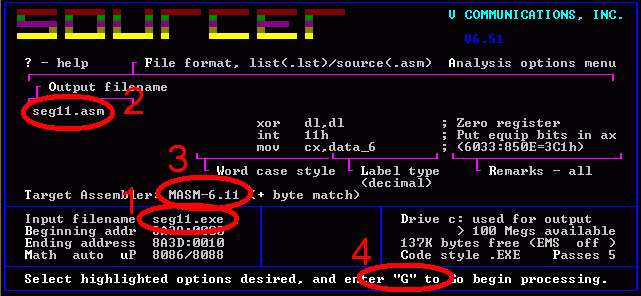 SOURCER
V COMMUNICATIONS, INC.
V6.51
? - help
File format, list(.lst)/source(.asm)
Analysis options menu
Output filename
seg11.asm
2
xor dl,dl ; Zero register
int 11h ; Put equip bits in ax
mov cx,data_6 ; (6033:850E=3C1h)
3
Word case style
Label type
(decimal)
Remarks - all
Target Assembler: MASM-6.11 (+ byte match)
1
Input filename seg11.exe
Beginning addr
Ending address 8A3D:0010
Math auto uP 8086/8088
Drive c: used for output
> 100 Megs available
137K bytes free (EMS off )
Code style .EXE Passes 5
4
Select highlighted options desired, and enter "G" to Go begin processing.